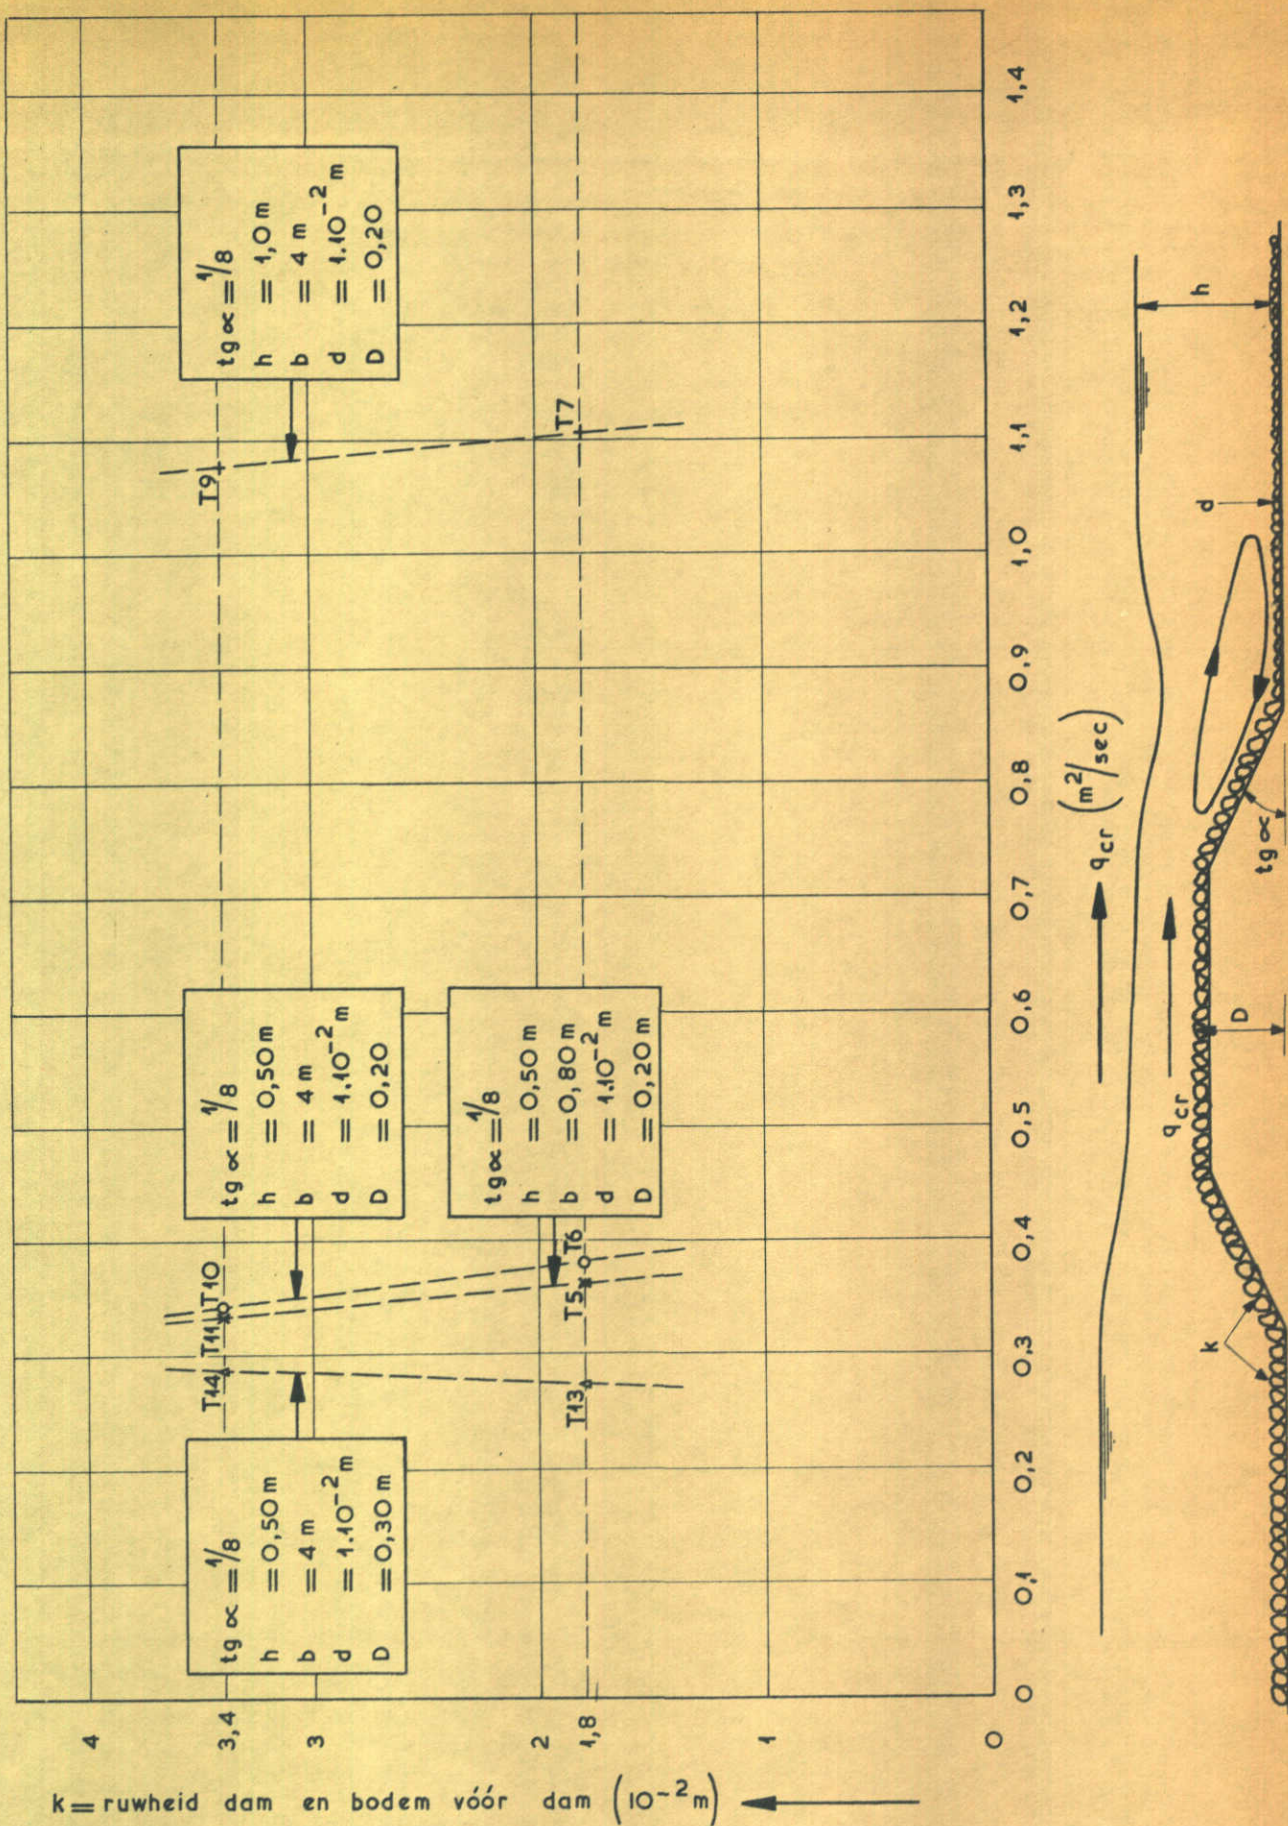 k = ruwheid dam en bodem vóór dam (10⁻² m)
4
3,4
3
2
1,8
1
0
tg ∝ = 1/8
h = 0,50 m
b = 4 m
d = 1.10⁻² m
D = 0,30 m
tg ∝ = 1/8
h = 0,50 m
b = 4 m
d = 1.10⁻² m
D = 0,20
tg ∝ = 1/8
h = 0,50 m
b = 0,80 m
d = 1.10⁻² m
D = 0,20 m
tg ∝ = 1/8
h = 1,0 m
b = 4 m
d = 1.10⁻² m
D = 0,20
T14
T11
T10
T9
T13
T5
T6
T7
0 0,1 0,2 0,3 0,4 0,5 0,6 0,7 0,8 0,9 1,0 1,1 1,2 1,3 1,4
qcr (m²/sec)
qcr
k
D
tg ∝
d
h